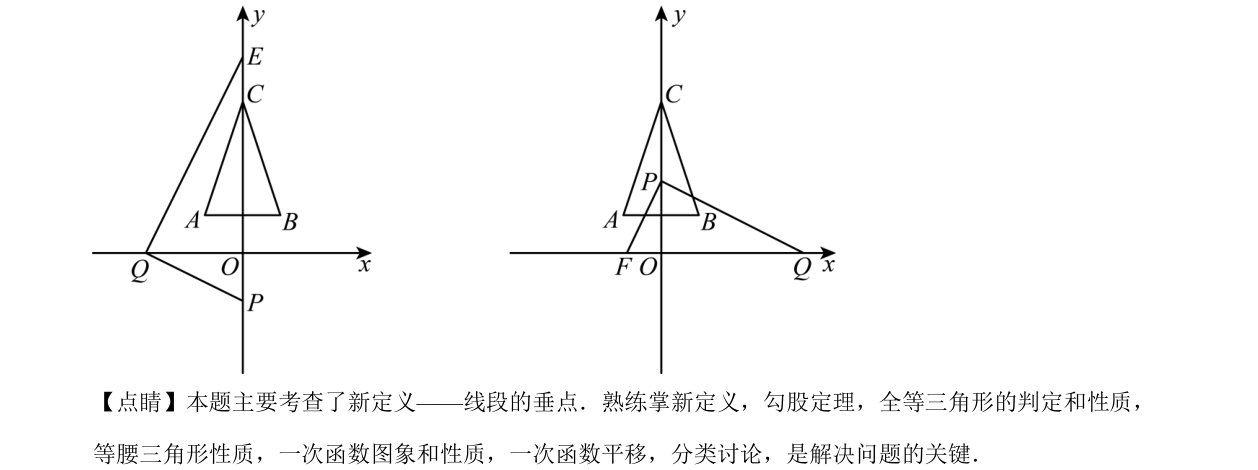 y
E
C
A
B
Q
O
x
P
y
C
P
A
B
F
O
Q
x
【点睛】本题主要考查了新定义——线段的垂点．熟练掌新定义，勾股定理，全等三角形的判定和性质，
等腰三角形性质，一次函数图象和性质，一次函数平移，分类讨论，是解决问题的关键．